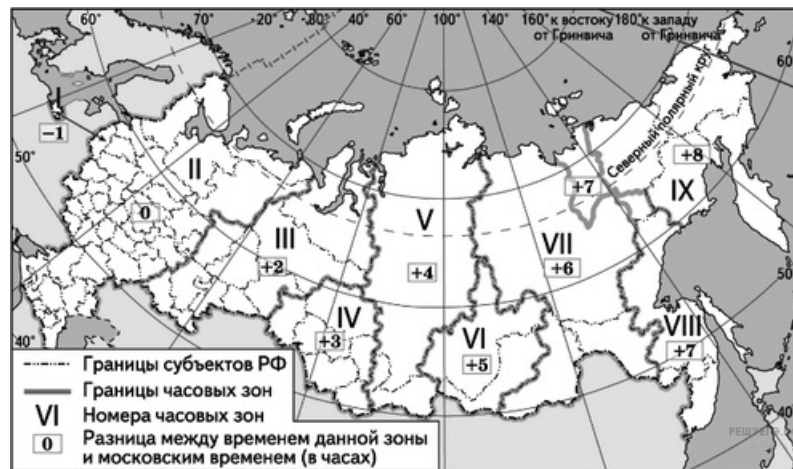 60° 70° -20° -30° 40° 60° 80° 100° 120° 140° 160° к востоку 180° к западу
от Гринвича от Гринвича
60°
Северный полярный круг
I
-1
50°
II
0
III
+2
IV
+3
V
+4
VI
+5
VII
+6
+7
+8
IX
VIII
+7
50°
40°
40°
Границы субъектов РФ
Границы часовых зон
VI Номера часовых зон
0 Разница между временем данной зоны
и московским временем (в часах)